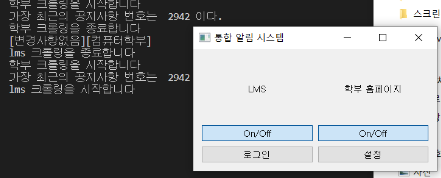 학부 크롤링을 시작합니다
가장 최근의 공지사항 번호는 2942 이다.
학부 크롤링을 종료합니다
[변경사항없음][컴퓨터학부]
lms 크롤링을 종료합니다
학부 크롤링을 시작합니다
가장 최근의 공지사항 번호는 2942
lms 크롤링을 시작합니다
통합 알림 시스템
LMS
학부 홈페이지
On/Off
On/Off
로그인
설정
스크린
사진